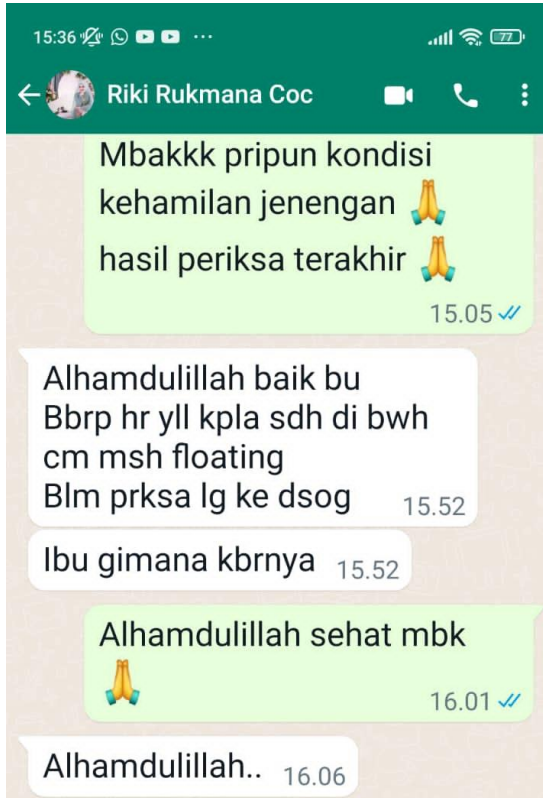 15:36 ...
77
Riki Rukmana Coc
Mbakkk pripun kondisi
kehamilan jenengan 🙏
hasil periksa terakhir 🙏
15.05
Alhamdulillah baik bu
Bbrp hr yll kpla sdh di bwh
cm msh floating
Blm prksa lg ke dsog 15.52
Ibu gimana kbrnya 15.52
Alhamdulillah sehat mbk
🙏
16.01
Alhamdulillah.. 16.06